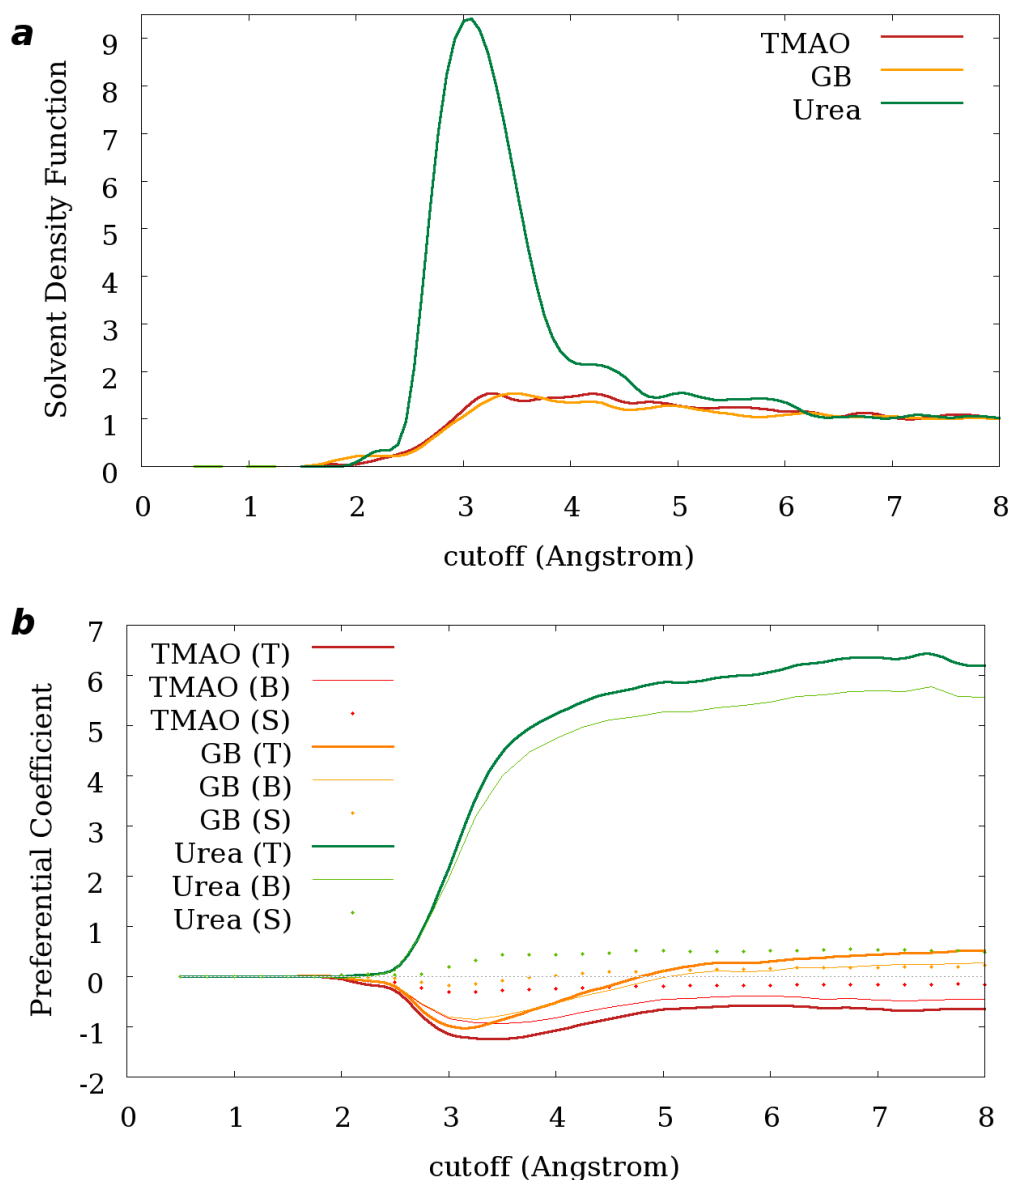 a
TMAO
GB
Urea
Solvent Density Function
9
8
7
6
5
4
3
2
1
0
0 1 2 3 4 5 6 7 8
cutoff (Angstrom)
b
TMAO (T)
TMAO (B)
TMAO (S)
GB (T)
GB (B)
GB (S)
Urea (T)
Urea (B)
Urea (S)
Preferential Coefficient
7
6
5
4
3
2
1
0
-1
-2
0 1 2 3 4 5 6 7 8
cutoff (Angstrom)